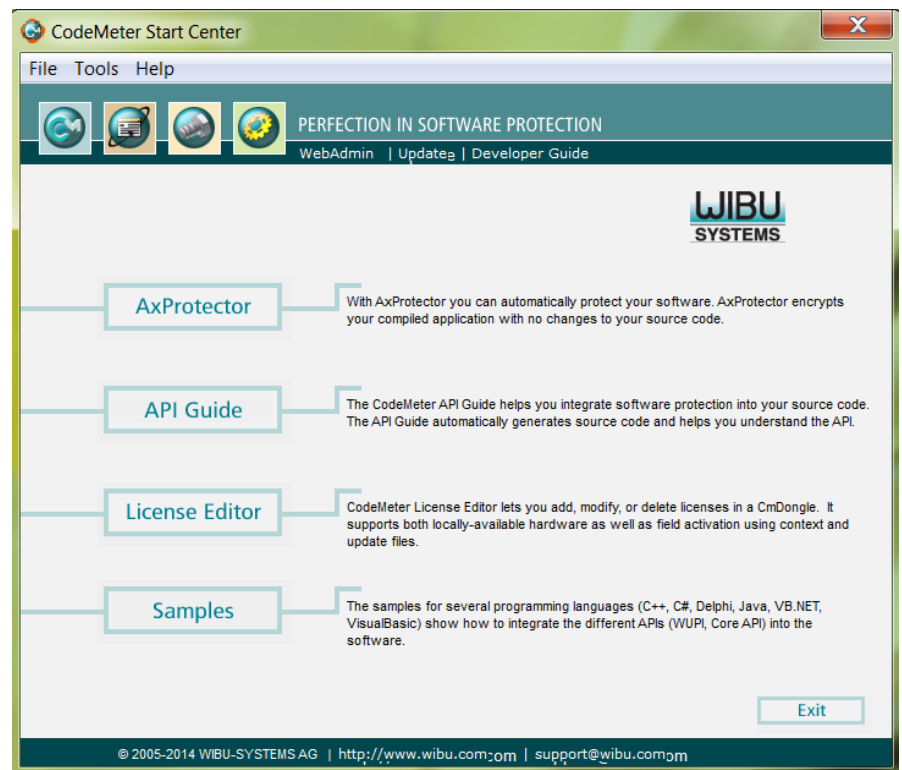 CodeMeter Start Center
File Tools Help
PERFECTION IN SOFTWARE PROTECTION
WebAdmin | Updates | Developer Guide
WIBU
SYSTEMS
AxProtector
With AxProtector you can automatically protect your software. AxProtector encrypts
your compiled application with no changes to your source code.
API Guide
The CodeMeter API Guide helps you integrate software protection into your source code.
The API Guide automatically generates source code and helps you understand the API.
License Editor
CodeMeter License Editor lets you add, modify, or delete licenses in a CmDongle. It
supports both locally-available hardware as well as field activation using context and
update files.
Samples
The samples for several programming languages (C++, C#, Delphi, Java, VB.NET,
VisualBasic) show how to integrate the different APIs (WUPI, Core API) into the
software.
Exit
© 2005-2014 WIBU-SYSTEMS AG | http://www.wibu.com | support@wibu.com